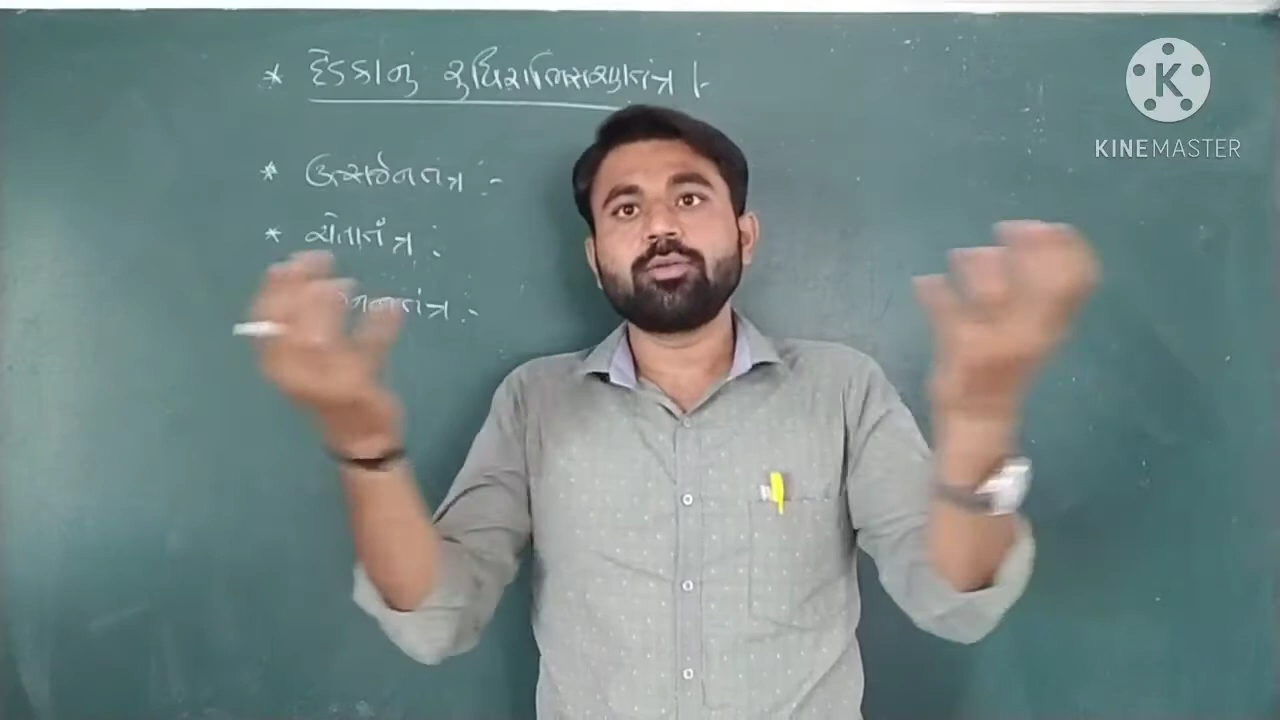 * દેડકાનું રુધિરાભિસરણતંત્ર :-
* ઉત્સર્જનતંત્ર :-
* ચેતાતંત્ર :
K
KINEMASTER